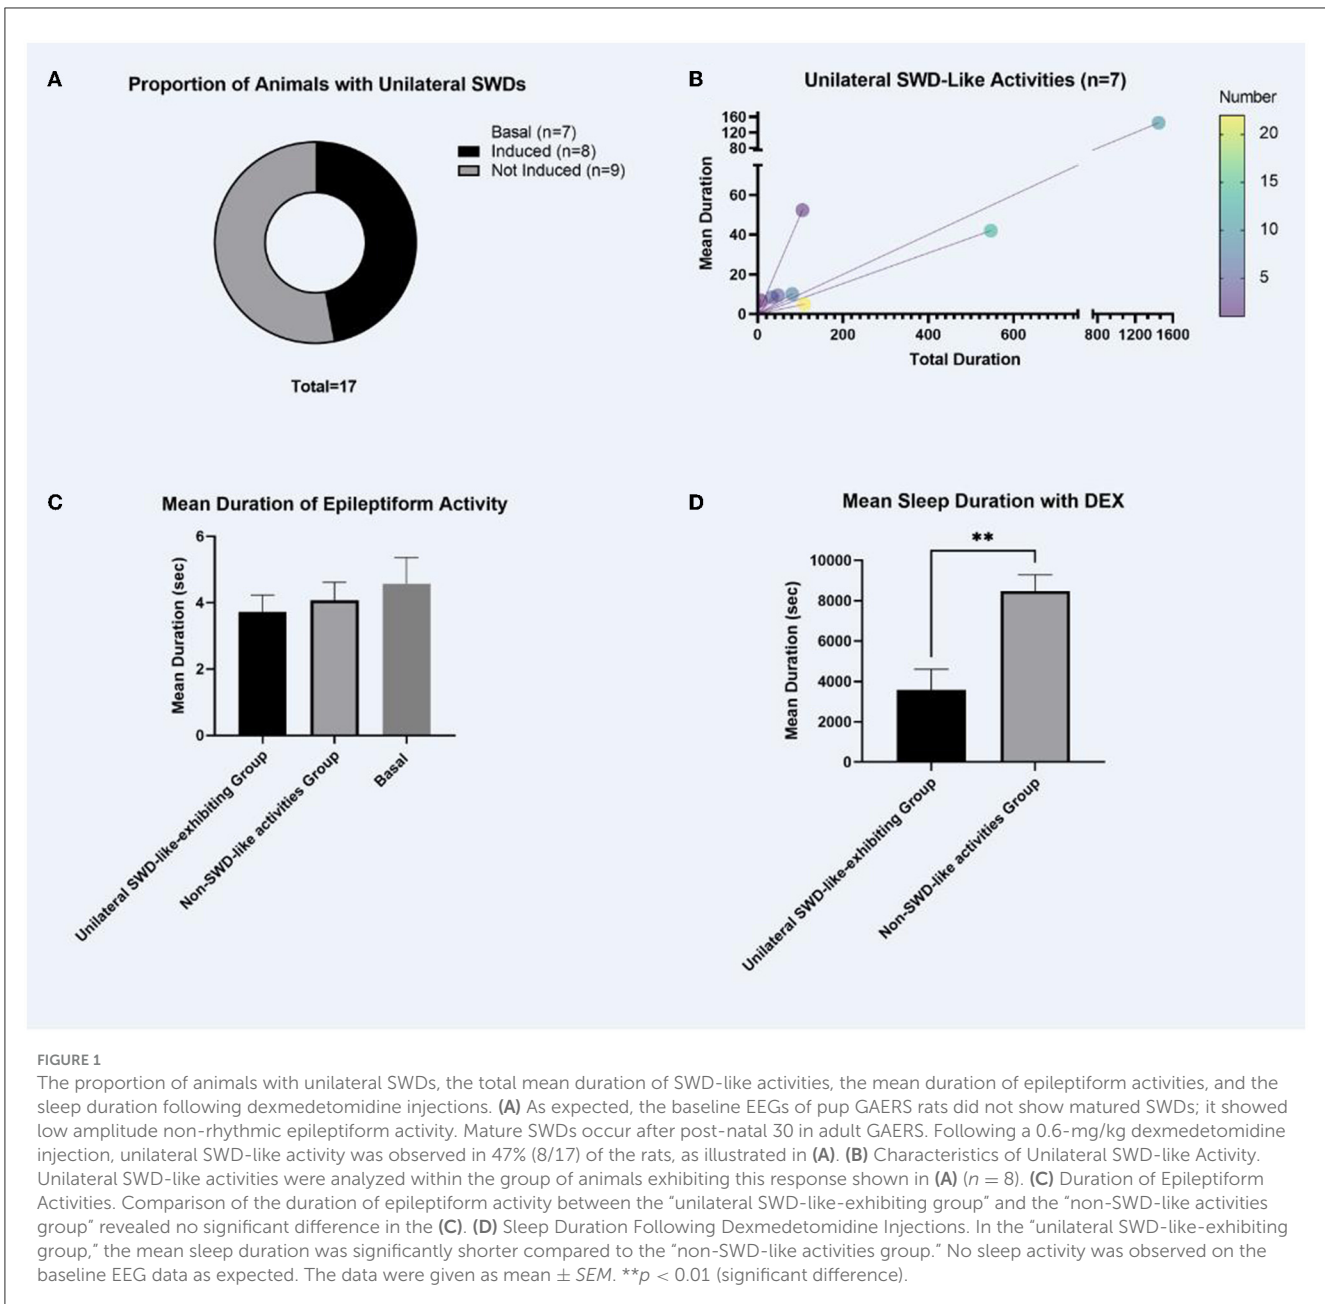 A
Proportion of Animals with Unilateral SWDs
Basal (n=7)
Induced (n=8)
Not Induced (n=9)
Total=17
B
Unilateral SWD-Like Activities (n=7)
Number
20
15
10
5
Mean Duration
160
120
80
60
40
20
0
0 200 400 600 800 1200 1600
Total Duration
C
Mean Duration of Epileptiform Activity
Mean Duration (sec)
6
4
2
0
Unilateral SWD-like-exhibiting Group
Non-SWD-like activities Group
Basal
D
Mean Sleep Duration with DEX
**
Mean Duration (sec)
10000
8000
6000
4000
2000
0
Unilateral SWD-like-exhibiting Group
Non-SWD-like activities Group
FIGURE 1
The proportion of animals with unilateral SWDs, the total mean duration of SWD-like activities, the mean duration of epileptiform activities, and the
sleep duration following dexmedetomidine injections. (A) As expected, the baseline EEGs of pup GAERS rats did not show matured SWDs; it showed
low amplitude non-rhythmic epileptiform activity. Mature SWDs occur after post-natal 30 in adult GAERS. Following a 0.6-mg/kg dexmedetomidine
injection, unilateral SWD-like activity was observed in 47% (8/17) of the rats, as illustrated in (A). (B) Characteristics of Unilateral SWD-like Activity.
Unilateral SWD-like activities were analyzed within the group of animals exhibiting this response shown in (A) (n = 8). (C) Duration of Epileptiform
Activities. Comparison of the duration of epileptiform activity between the "unilateral SWD-like-exhibiting group" and the "non-SWD-like activities
group" revealed no significant difference in the (C). (D) Sleep Duration Following Dexmedetomidine Injections. In the "unilateral SWD-like-exhibiting
group," the mean sleep duration was significantly shorter compared to the "non-SWD-like activities group." No sleep activity was observed on the
baseline EEG data as expected. The data were given as mean ± SEM. **p < 0.01 (significant difference).